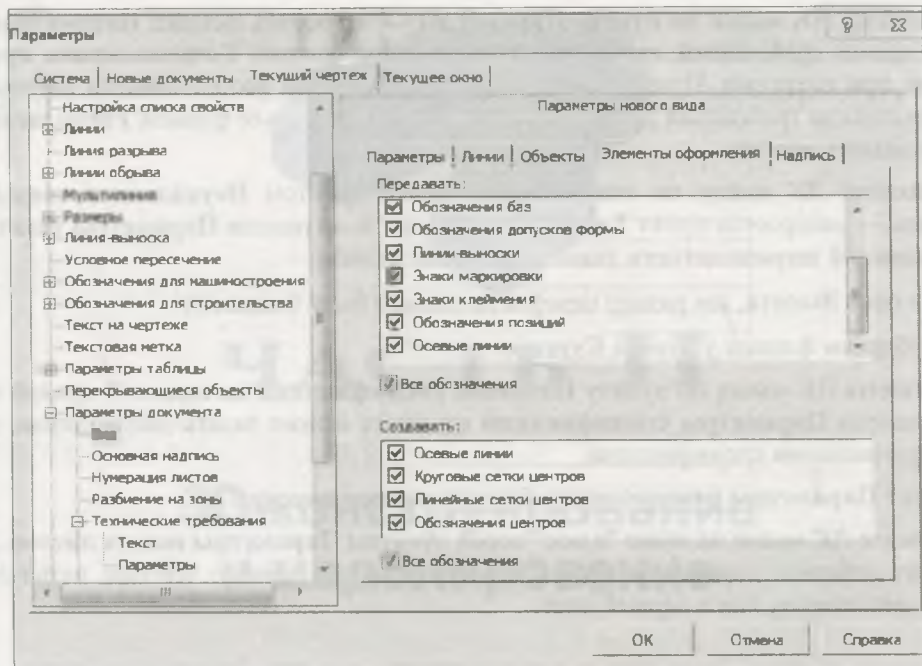 Параметры
Система Новые документы Текущий чертеж Текущее окно
Настройка списка свойств
Линии
Линия разрыва
Линии обрыва
Мультилиния
Размеры
Линия-выноска
Условное пересечение
Обозначения для машиностроения
Обозначения для строительства
Текст на чертеже
Текстовая метка
Параметры таблицы
Перекрывающиеся объекты
Параметры документа
Вид
Основная надпись
Нумерация листов
Разбиение на зоны
Технические требования
Текст
Параметры
Параметры нового вида
Параметры Линии Объекты Элементы оформления Надпись
Передавать:
Обозначения баз
Обозначения допусков формы
Линии-выноски
Знаки маркировки
Знаки клеймения
Обозначения позиций
Осевые линии
Все обозначения
Создавать:
Осевые линии
Круговые сетки центров
Линейные сетки центров
Обозначения центров
Все обозначения
OK Отмена Справка